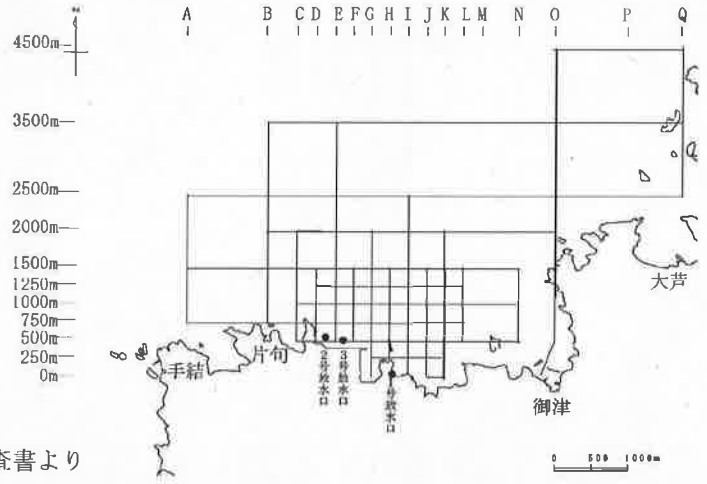 A B C D E F G H I J K L M N O P Q
4500m
3500m
2500m
2000m
1500m
1250m
1000m
750m
500m
250m
0m
手結
片句
2号放水口
3号放水口
1号放水口
御津
大芦
0 500 1000m
査書より